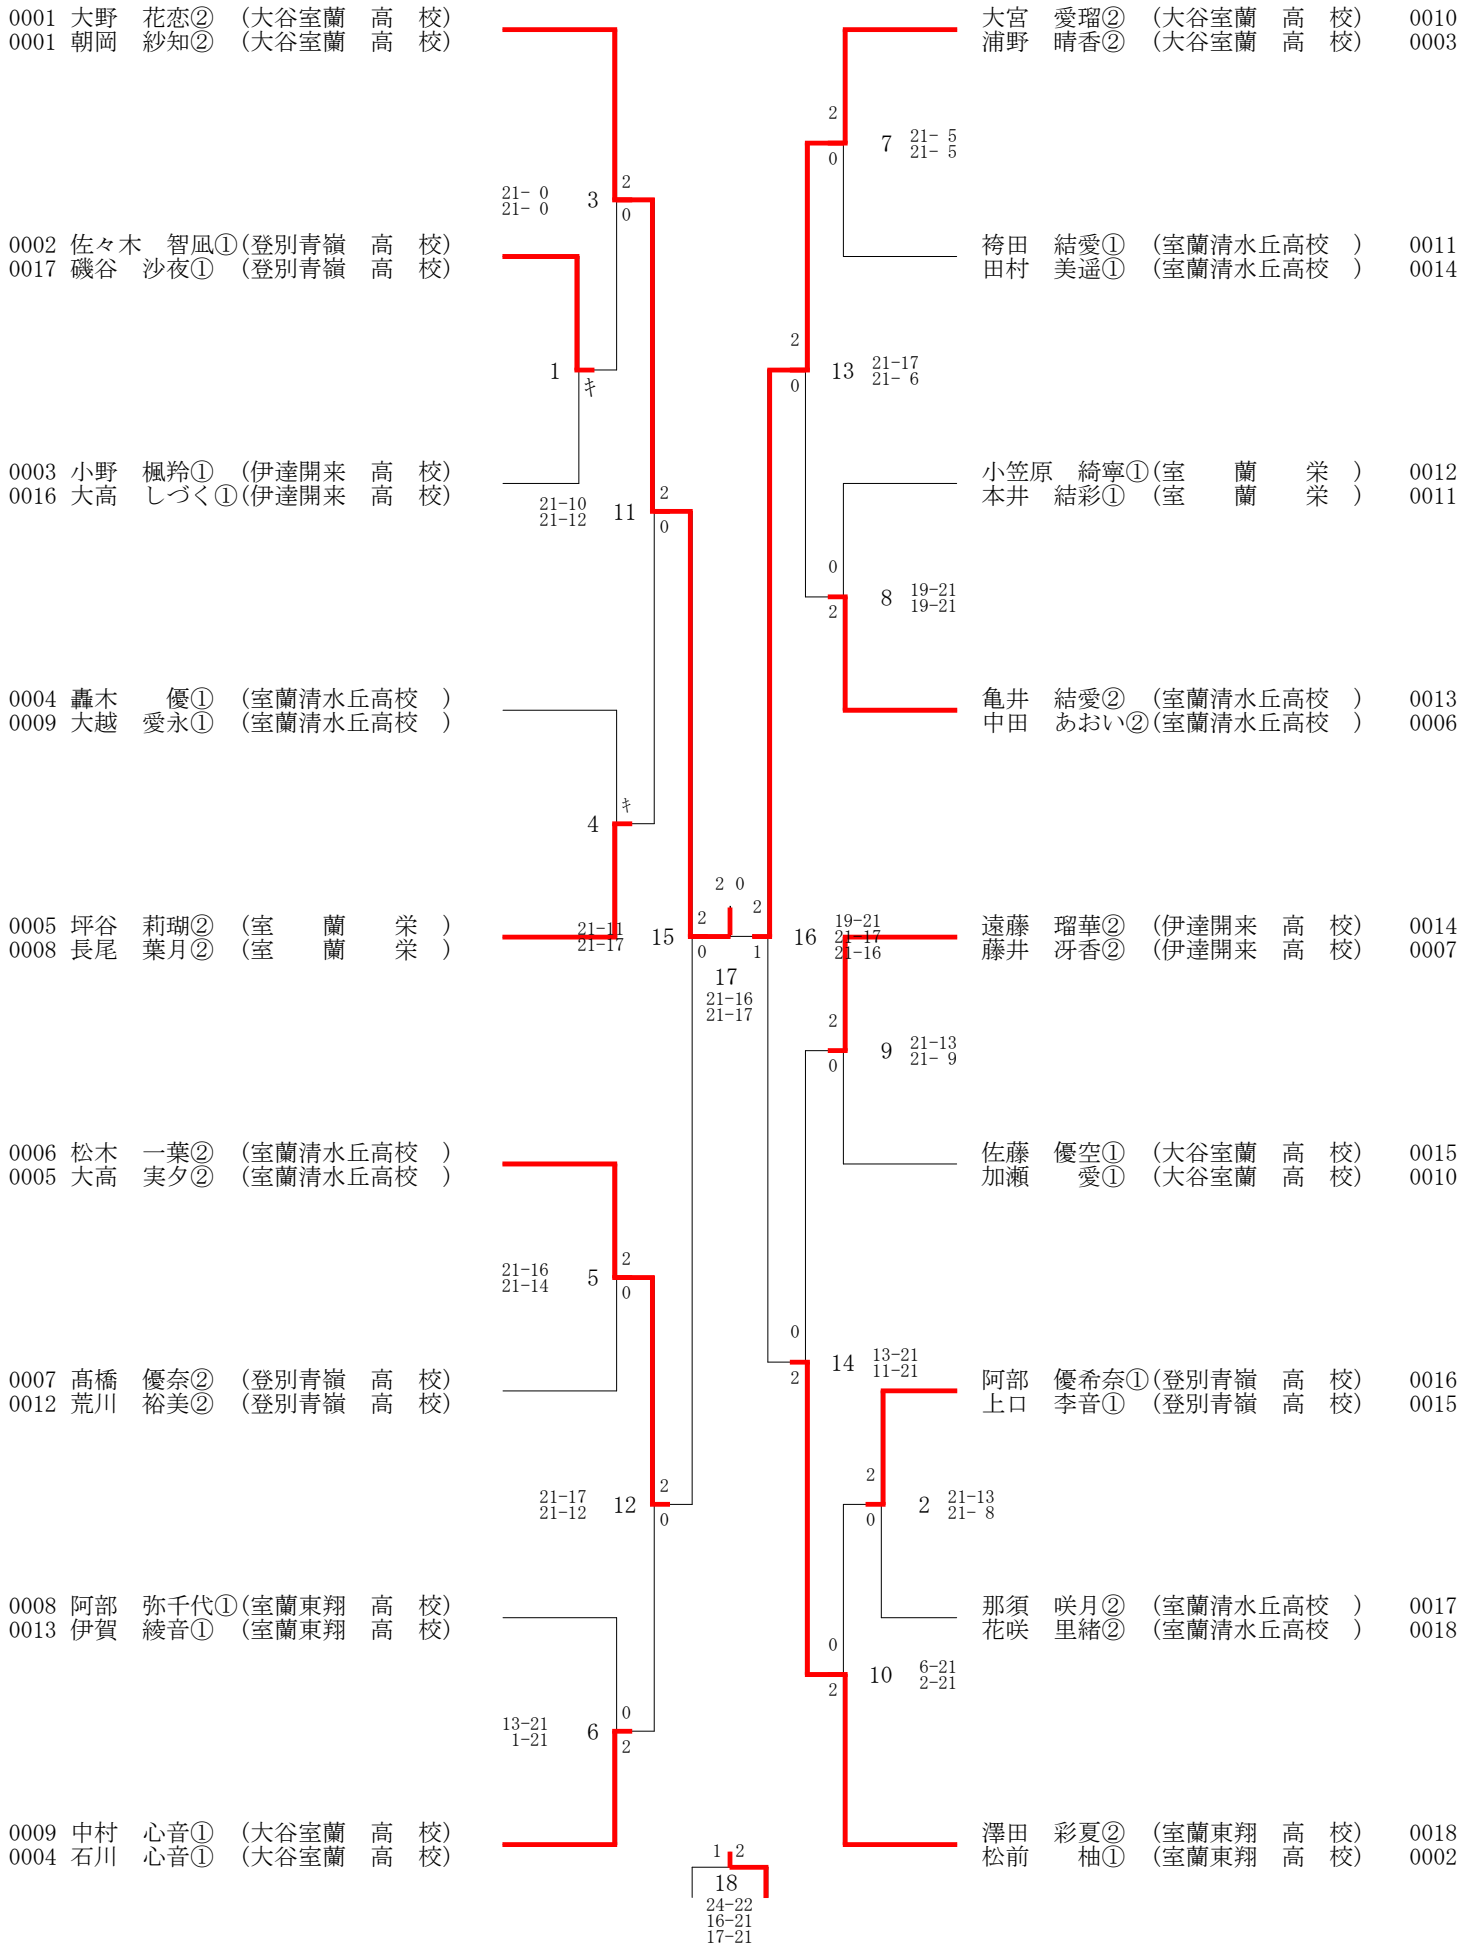 0001 大野　花恋②　(大谷室蘭　高　校)
0001 朝岡　紗知②　(大谷室蘭　高　校)
21- 0
21- 0
3
2
0
0002 佐々木　智凪①(登別青嶺　高　校)
0017 磯谷　沙夜①　(登別青嶺　高　校)
1
キ
0003 小野　楓羚①　(伊達開来　高　校)
0016 大高　しづく①(伊達開来　高　校)
21-10
21-12
11
2
0
0004 轟木　　優①　(室蘭清水丘高校　)
0009 大越　愛永①　(室蘭清水丘高校　)
4
キ
0005 坪谷　莉瑚②　(室　　蘭　　栄　)
0008 長尾　葉月②　(室　　蘭　　栄　)
21-11
21-17
15
2
0
0006 松木　一葉②　(室蘭清水丘高校　)
0005 大高　実夕②　(室蘭清水丘高校　)
21-16
21-14
5
2
0
0007 髙橋　優奈②　(登別青嶺　高　校)
0012 荒川　裕美②　(登別青嶺　高　校)
21-17
21-12
12
2
0
0008 阿部　弥千代①(室蘭東翔　高　校)
0013 伊賀　綾音①　(室蘭東翔　高　校)
13-21
1-21
6
0
2
0009 中村　心音①　(大谷室蘭　高　校)
0004 石川　心音①　(大谷室蘭　高　校)
2 0
17
21-16
21-17
1 2
18
24-22
16-21
17-21
大宮　愛瑠②　(大谷室蘭　高　校)　0010
浦野　晴香②　(大谷室蘭　高　校)　0003
2
0
7
21- 5
21- 5
袴田　結愛①　(室蘭清水丘高校　)　0011
田村　美遥①　(室蘭清水丘高校　)　0014
2
0
13
21-17
21- 6
小笠原　綺寧①(室　　蘭　　栄　)　0012
本井　結彩①　(室　　蘭　　栄　)　0011
0
2
8
19-21
19-21
亀井　結愛②　(室蘭清水丘高校　)　0013
中田　あおい②(室蘭清水丘高校　)　0006
2
1
16
19-21
21-17
21-16
遠藤　瑠華②　(伊達開来　高　校)　0014
藤井　冴香②　(伊達開来　高　校)　0007
2
0
9
21-13
21- 9
佐藤　優空①　(大谷室蘭　高　校)　0015
加瀬　　愛①　(大谷室蘭　高　校)　0010
0
2
14
13-21
11-21
阿部　優希奈①(登別青嶺　高　校)　0016
上口　李音①　(登別青嶺　高　校)　0015
2
0
2
21-13
21- 8
那須　咲月②　(室蘭清水丘高校　)　0017
花咲　里緒②　(室蘭清水丘高校　)　0018
0
2
10
6-21
2-21
澤田　彩夏②　(室蘭東翔　高　校)　0018
松前　　柚①　(室蘭東翔　高　校)　0002